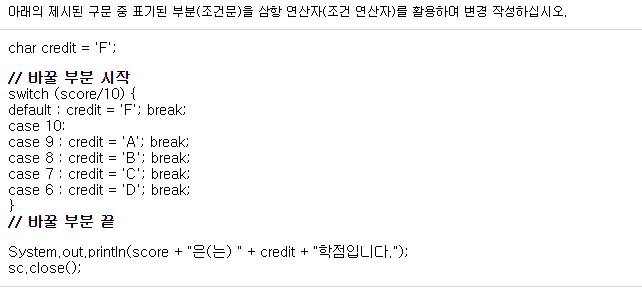 아래의 제시된 구문 중 표기된 부분(조건문)을 삼항 연산자(조건 연산자)를 활용하여 변경 작성하십시오.
char credit = 'F';
// 바꿀 부분 시작
switch (score/10) {
default : credit = 'F'; break;
case 10:
case 9 : credit = 'A'; break;
case 8 : credit = 'B'; break;
case 7 : credit = 'C'; break;
case 6 : credit = 'D'; break;
}
// 바꿀 부분 끝
System.out.println(score + "은(는) " + credit + "학점입니다.");
sc.close();